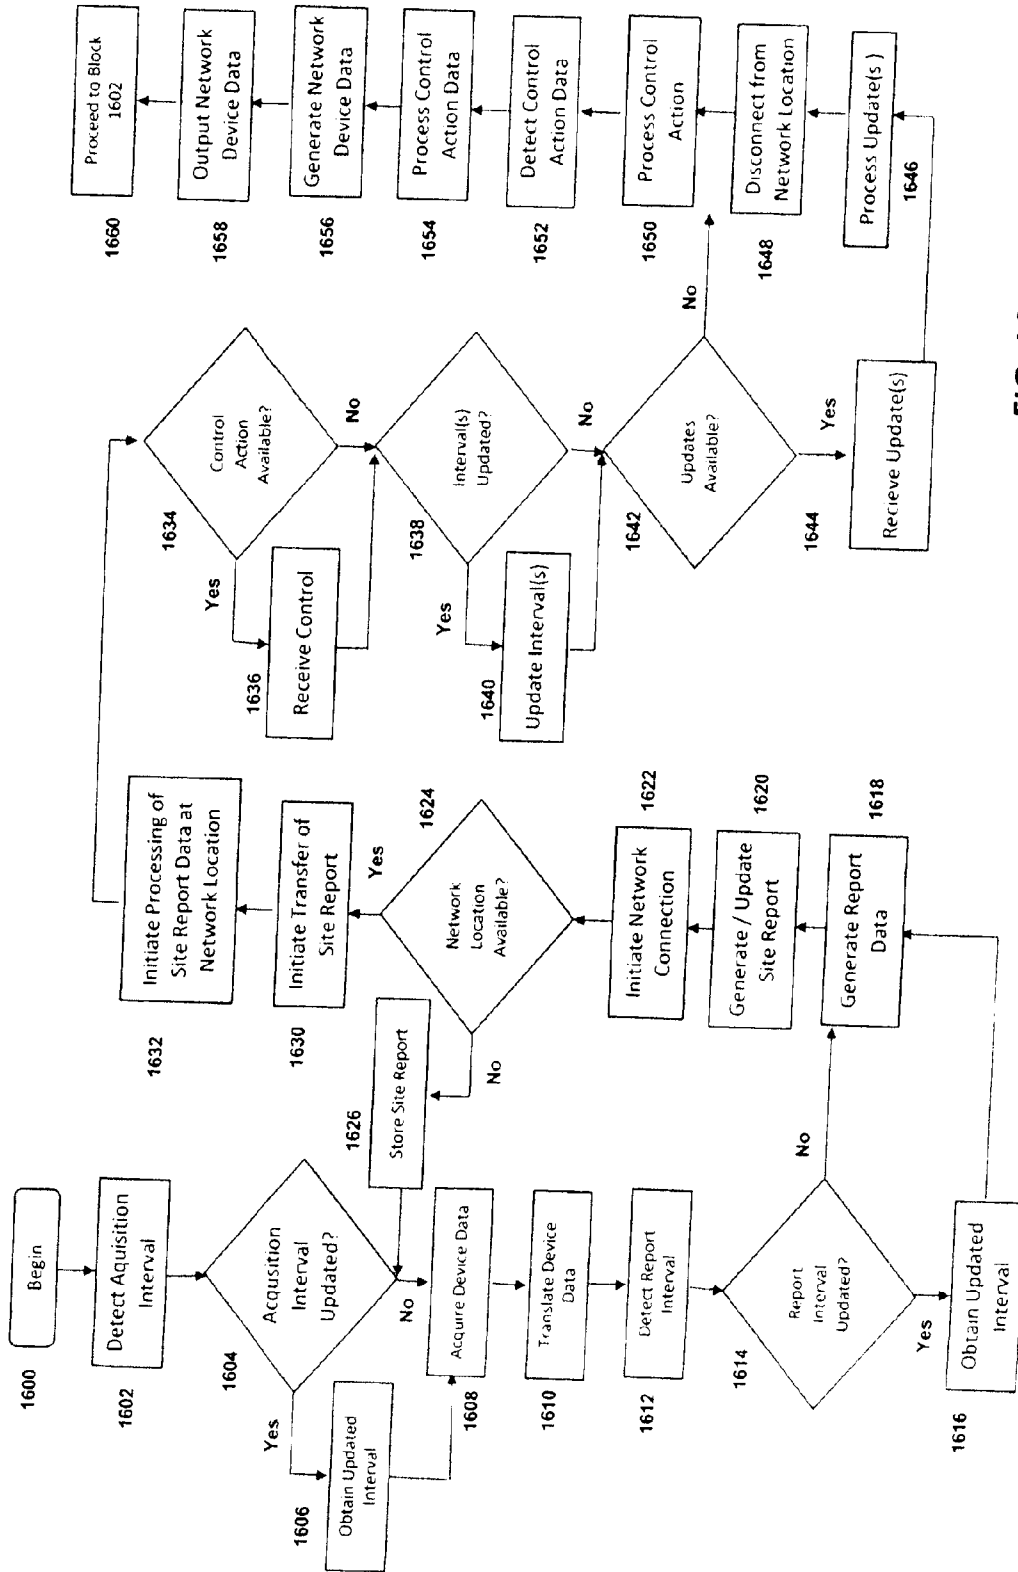 1600
Begin
1602
Detect Aquisition
Interval
1604
Acqusition
Interval
Updated?
Yes
No
1606
Obtain Updated
Interval
1608
Acquire Device Data
1610
Translate Device
Data
1612
Detect Report
Interval
1614
Report
Interval
Updated?
No
Yes
1616
Obtain Updated
Interval
1618
Generate Report
Data
1620
Generate / Update
Site Report
1622
Initiate Network
Connection
1624
Network
Location
Available?
Yes
No
1626
Store Site Report
1630
Initiate Transfer of
Site Report
1632
Initiate Processing of
Site Report Data at
Network Location
1634
Control
Action
Available?
Yes
No
1636
Receive Control
1638
Interval(s)
Updated?
Yes
No
1640
Update Interval(s)
1642
Updates
Available?
No
Yes
1644
Recieve Update(s)
1646
Process Update(s )
1648
Disconnect from
Network Location
1650
Process Control
Action
1652
Detect Control
Action Data
1654
Process Control
Action Data
1656
Generate Network
Device Data
1658
Output Network
Device Data
1660
Proceed to Block
1602